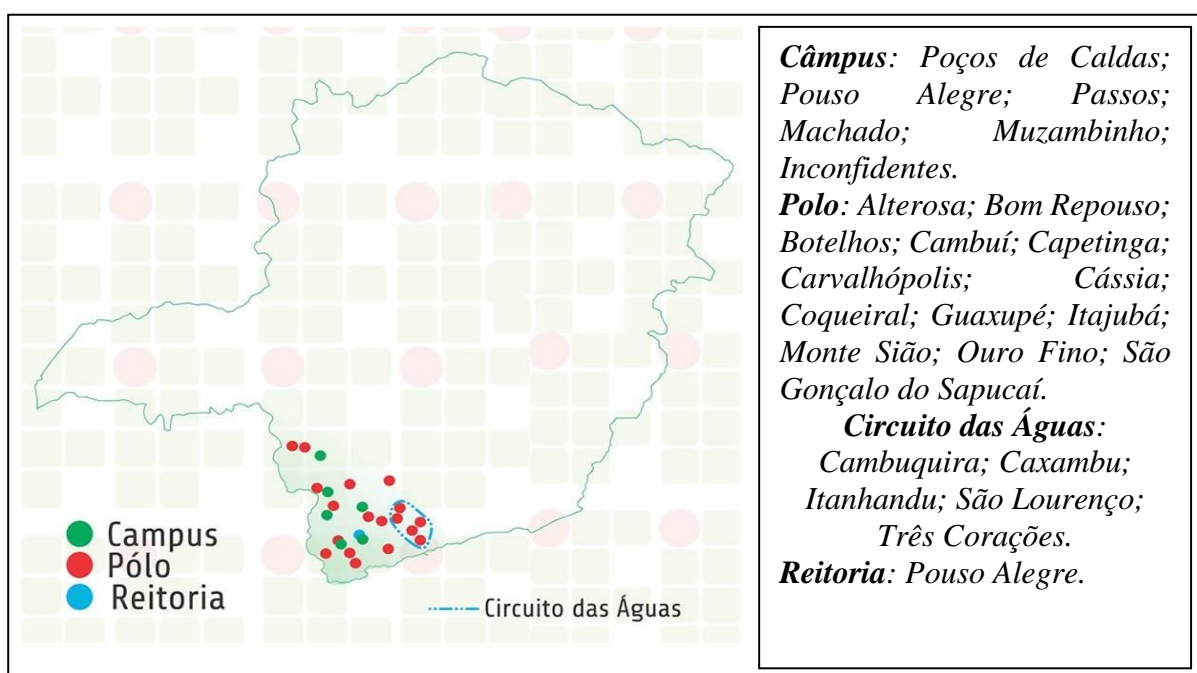 Campus
Pólo
Reitoria
Circuito das Águas
Câmpus: Poços de Caldas;
Pouso Alegre; Passos;
Machado; Muzambinho;
Inconfidentes.
Polo: Alterosa; Bom Repouso;
Botelhos; Cambuí; Capetinga;
Carvalhópolis; Cássia;
Coqueiral; Guaxupé; Itajubá;
Monte Sião; Ouro Fino; São
Gonçalo do Sapucaí.
Circuito das Águas:
Cambuquira; Caxambu;
Itanhandu; São Lourenço;
Três Corações.
Reitoria: Pouso Alegre.